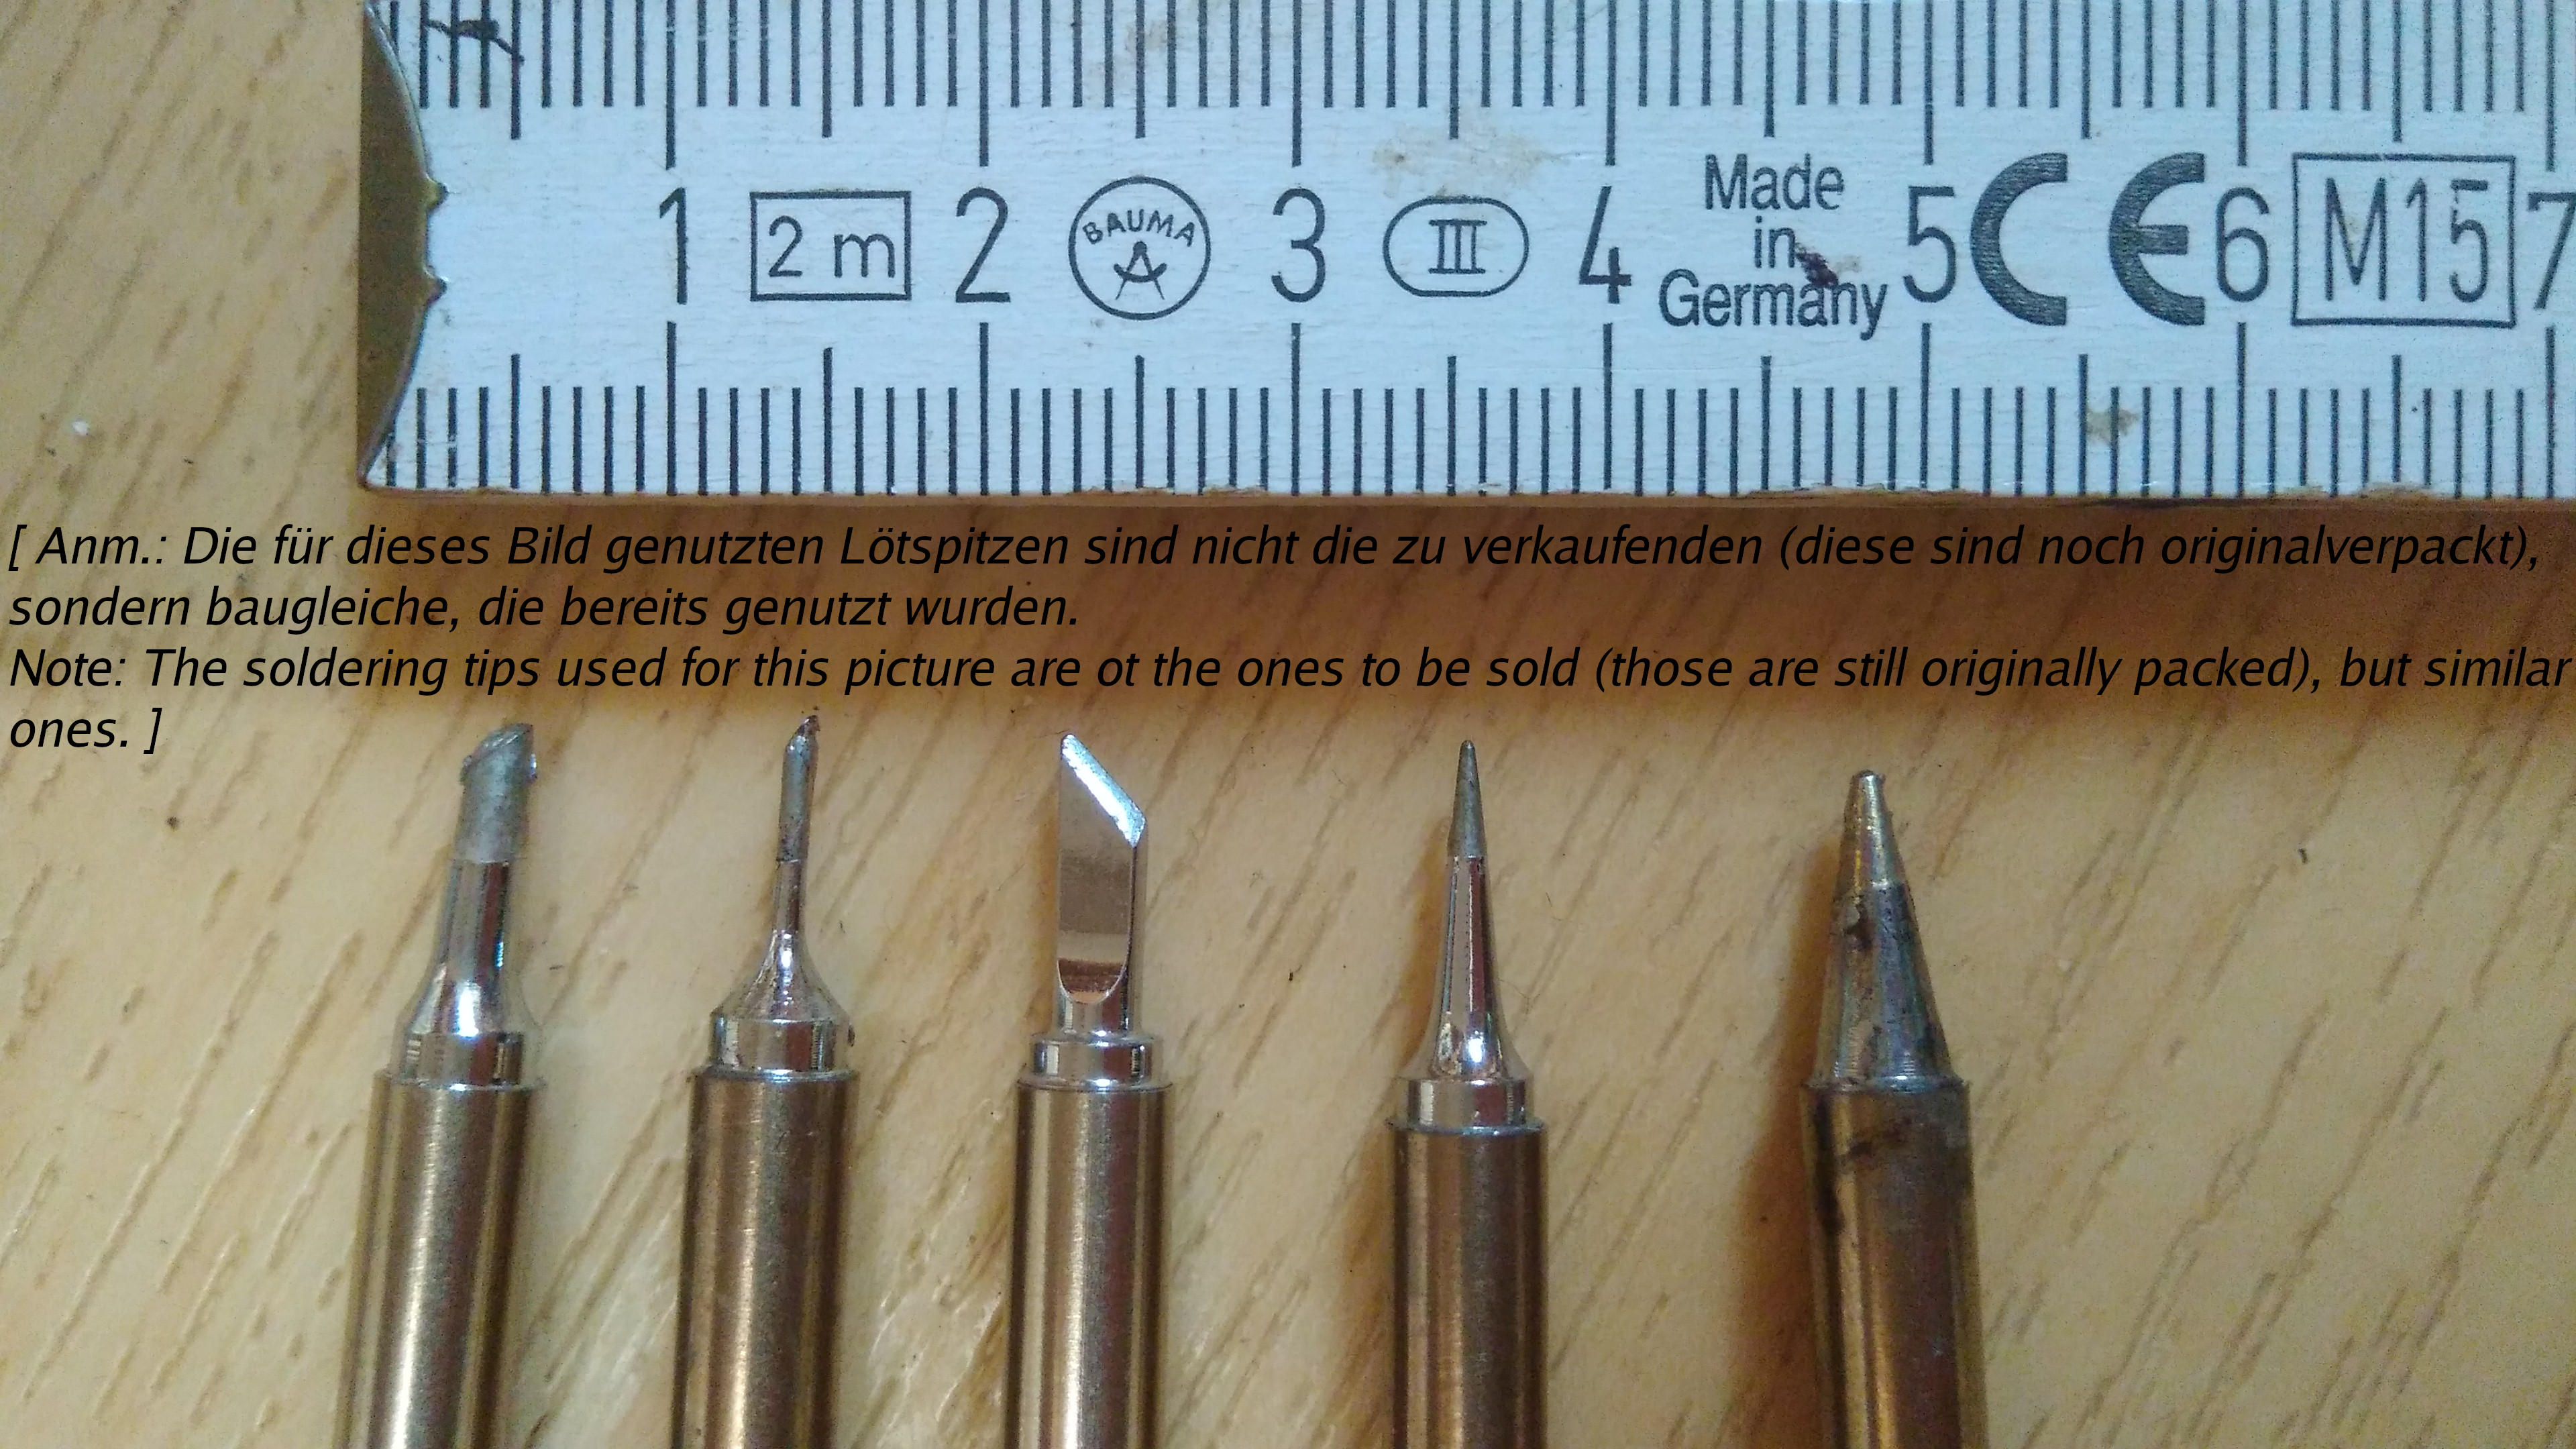 1 2 m 2 BAUMA 3 III 4 Made in Germany 5 CE 6 M15 7
[ Anm.: Die für dieses Bild genutzten Lötspitzen sind nicht die zu verkaufenden (diese sind noch originalverpackt),
sondern baugleiche, die bereits genutzt wurden.
Note: The soldering tips used for this picture are ot the ones to be sold (those are still originally packed), but similar
ones. ]